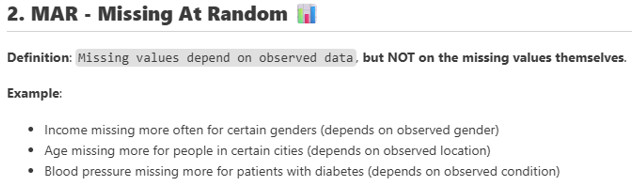 2. MAR - Missing At Random 📊
Definition: Missing values depend on observed data, but NOT on the missing values themselves.
Example:
• Income missing more often for certain genders (depends on observed gender)
• Age missing more for people in certain cities (depends on observed location)
• Blood pressure missing more for patients with diabetes (depends on observed condition)